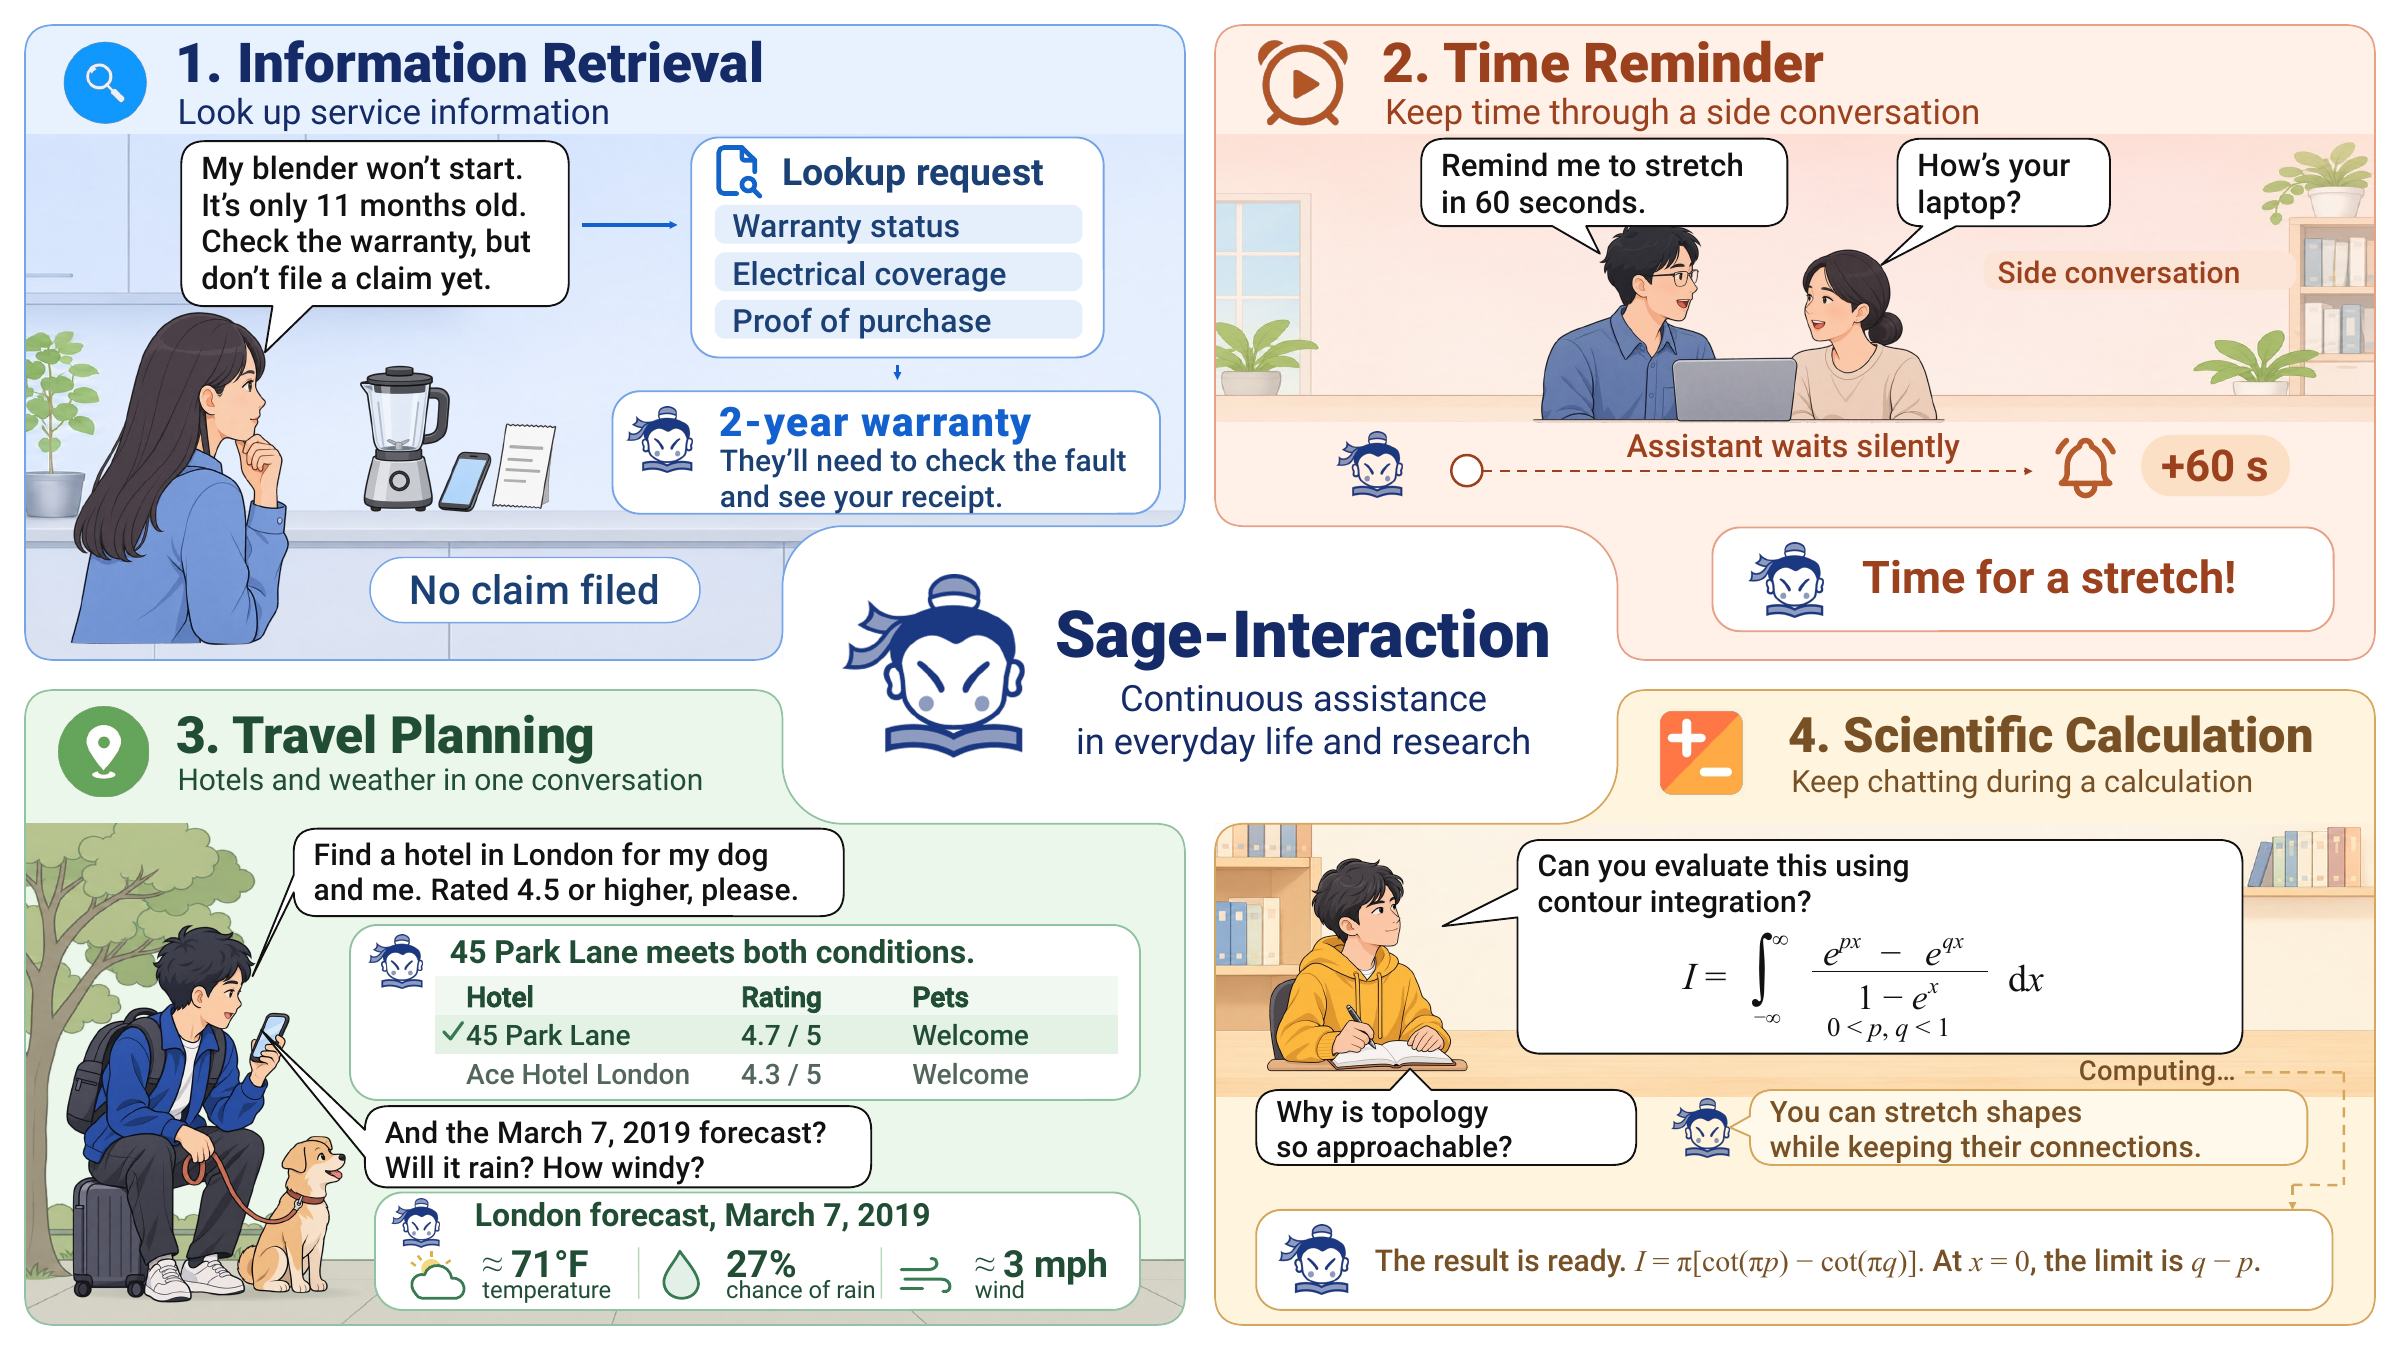 1. Information Retrieval
Look up service information
My blender won't start.
It's only 11 months old.
Check the warranty, but
don't file a claim yet.
Lookup request
Warranty status
Electrical coverage
Proof of purchase
2-year warranty
They'll need to check the fault
and see your receipt.
No claim filed
2. Time Reminder
Keep time through a side conversation
Remind me to stretch
in 60 seconds.
How's your
laptop?
Side conversation
Assistant waits silently
+60 s
Time for a stretch!
Sage-Interaction
Continuous assistance
in everyday life and research
3. Travel Planning
Hotels and weather in one conversation
Find a hotel in London for my dog
and me. Rated 4.5 or higher, please.
45 Park Lane meets both conditions.
Hotel Rating Pets
45 Park Lane 4.7 / 5 Welcome
Ace Hotel London 4.3 / 5 Welcome
And the March 7, 2019 forecast?
Will it rain? How windy?
London forecast, March 7, 2019
≈ 71°F 27% ≈ 3 mph
temperature chance of rain wind
4. Scientific Calculation
Keep chatting during a calculation
Can you evaluate this using
contour integration?
I = ∫_{-∞}^{∞} (e^{px} − e^{qx}) / (1 − e^x) dx
0 < p, q < 1
Computing...
Why is topology
so approachable?
You can stretch shapes
while keeping their connections.
The result is ready. I = π[cot(πp) − cot(πq)]. At x = 0, the limit is q − p.